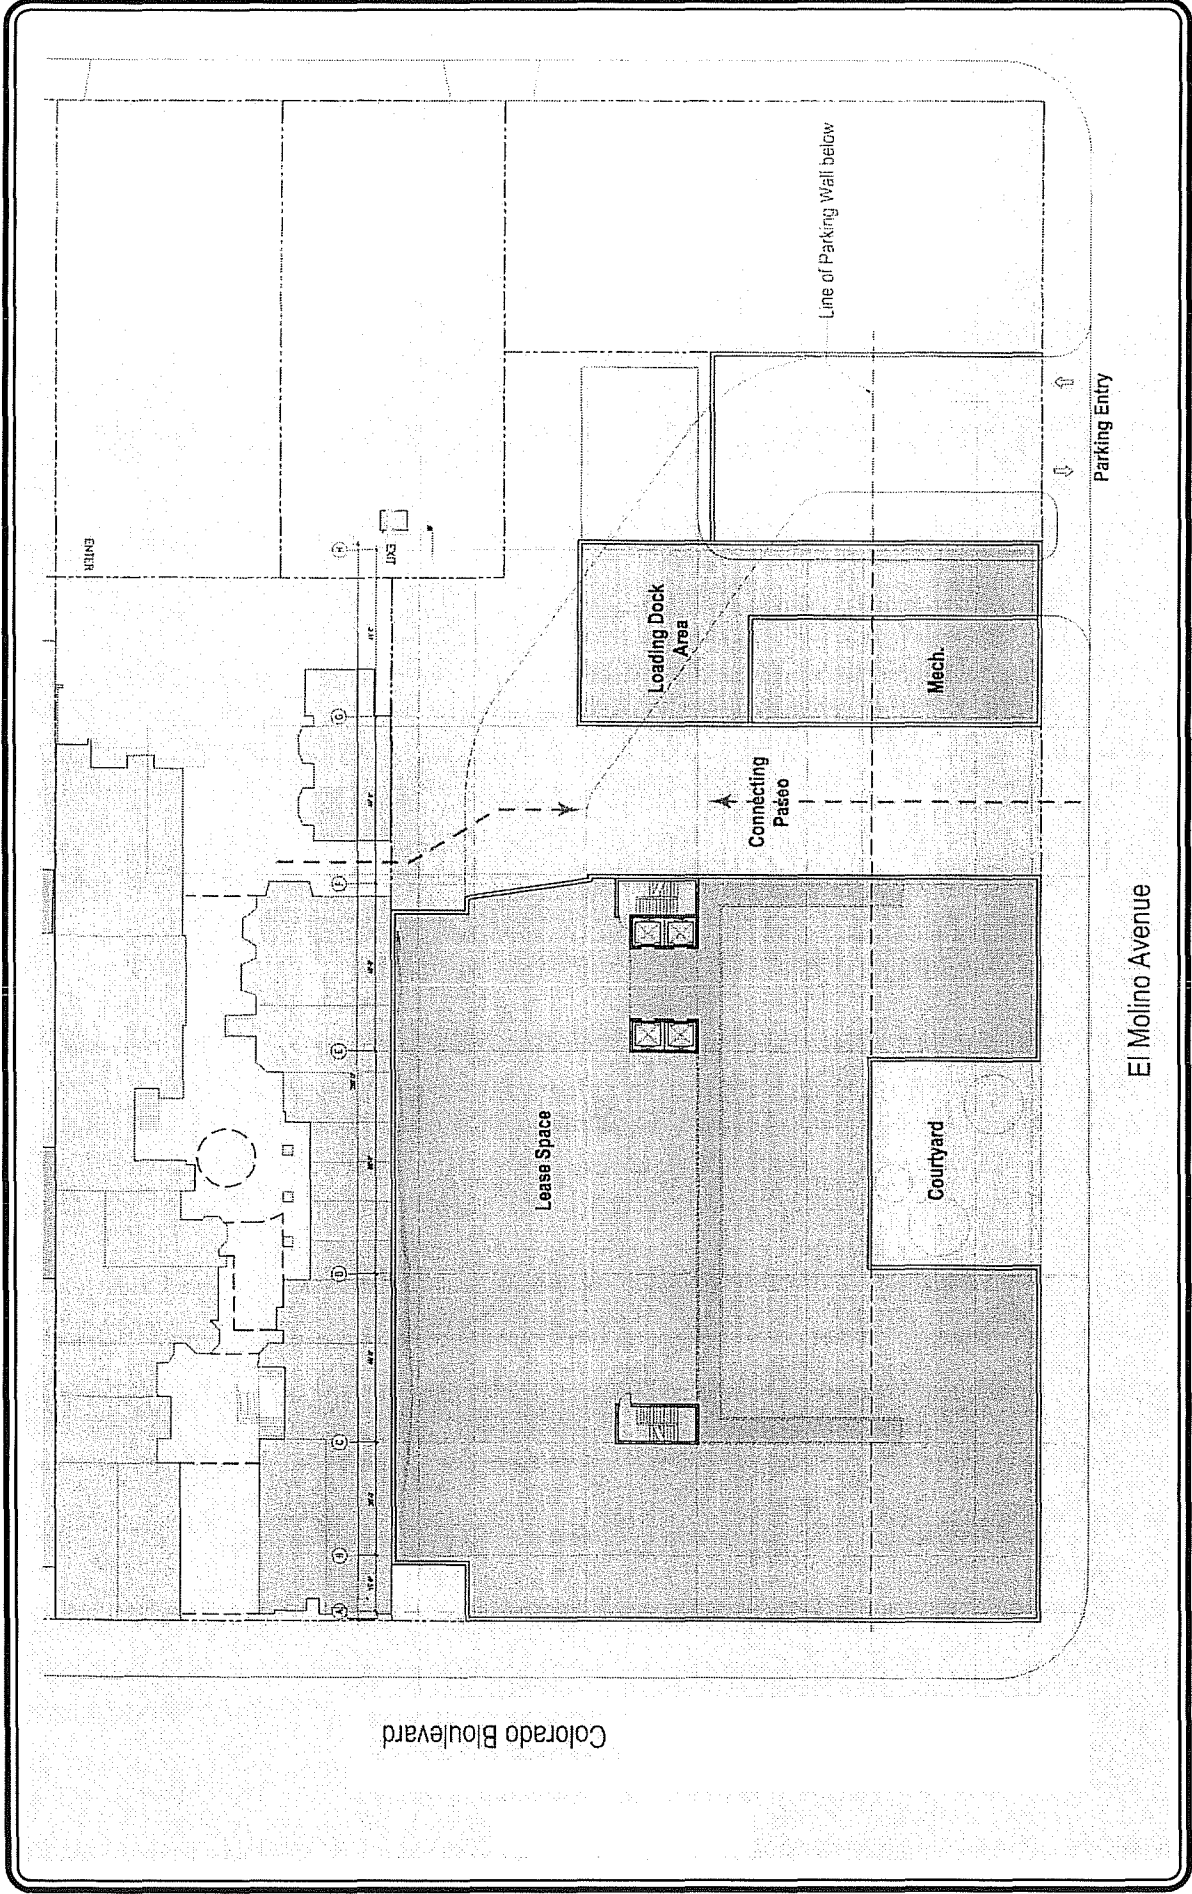 ENTER
EXIT
H
G
F
E
D
C
B
A
Line of Parking Wall below
Parking Entry
Loading Dock
Area
Mech.
Connecting
Paseo
Lease Space
Courtyard
El Molino Avenue
Colorado Bloulevard